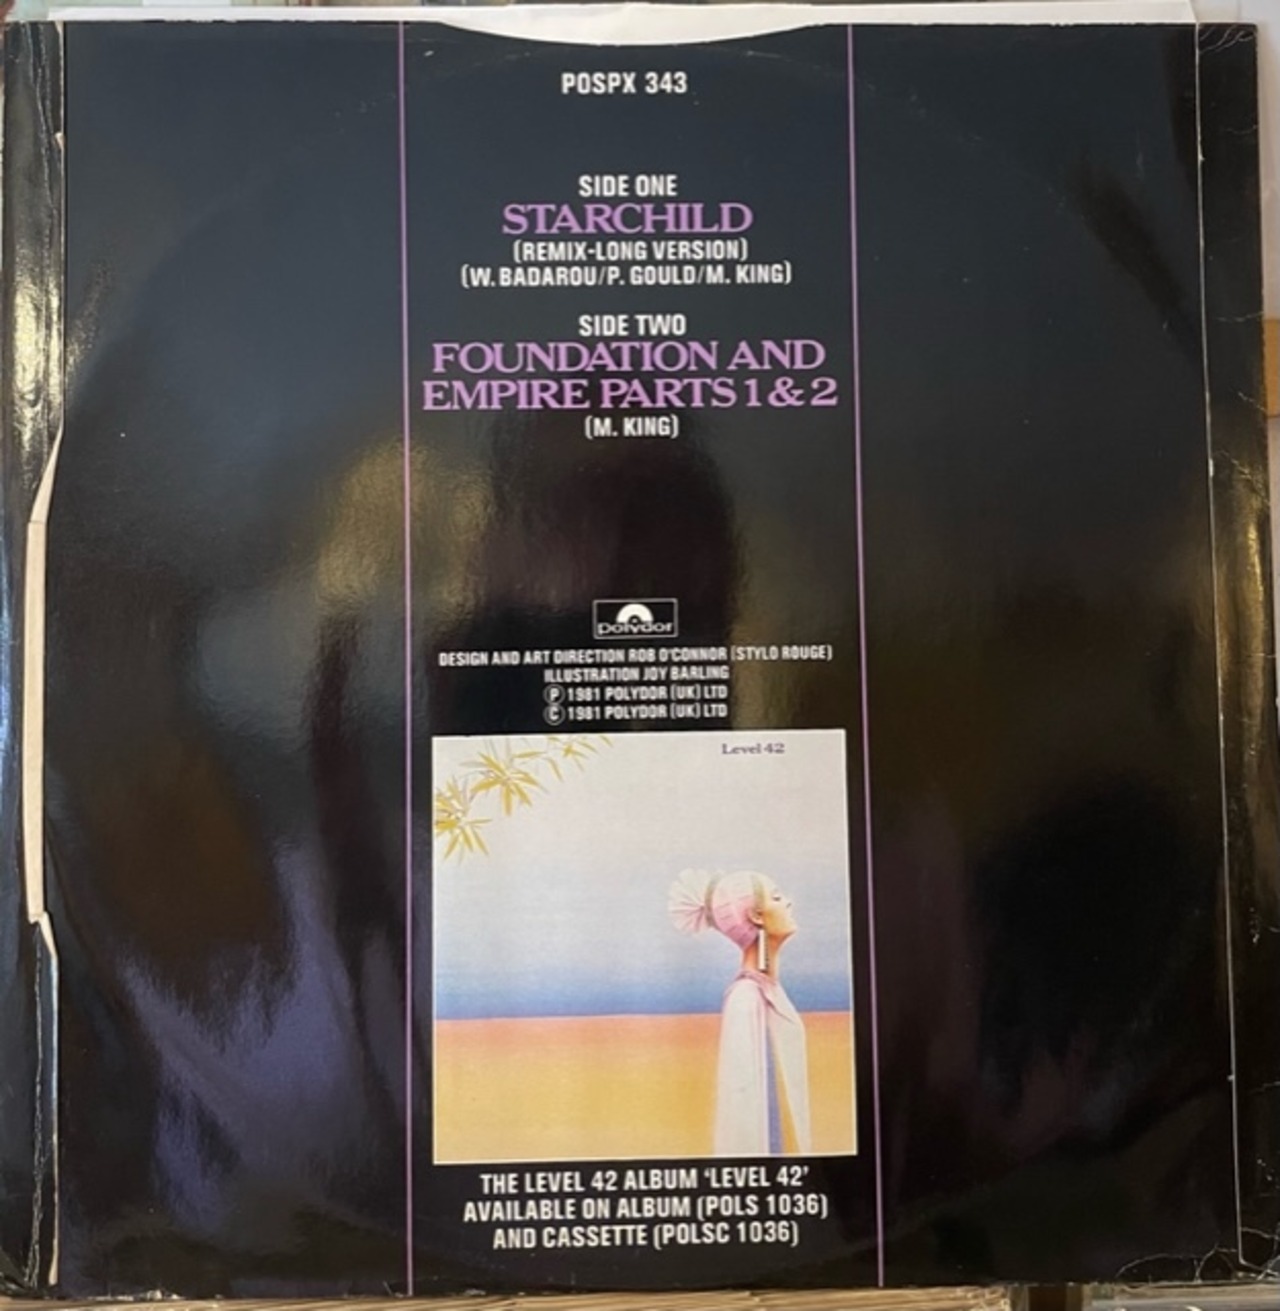 POSPX 343
SIDE ONE
STARCHILD
(REMIX-LONG VERSION)
(W. BADAROU/P. GOULD/M. KING)
SIDE TWO
FOUNDATION AND
EMPIRE PARTS 1 & 2
(M. KING)
polydor
DESIGN AND ART DIRECTION ROB O'CONNOR (STYLO ROUGE)
ILLUSTRATION JOY BARLING
Ⓟ 1981 POLYDOR (UK) LTD
© 1981 POLYDOR (UK) LTD
Level 42
THE LEVEL 42 ALBUM ‘LEVEL 42’
AVAILABLE ON ALBUM (POLS 1036)
AND CASSETTE (POLSC 1036)